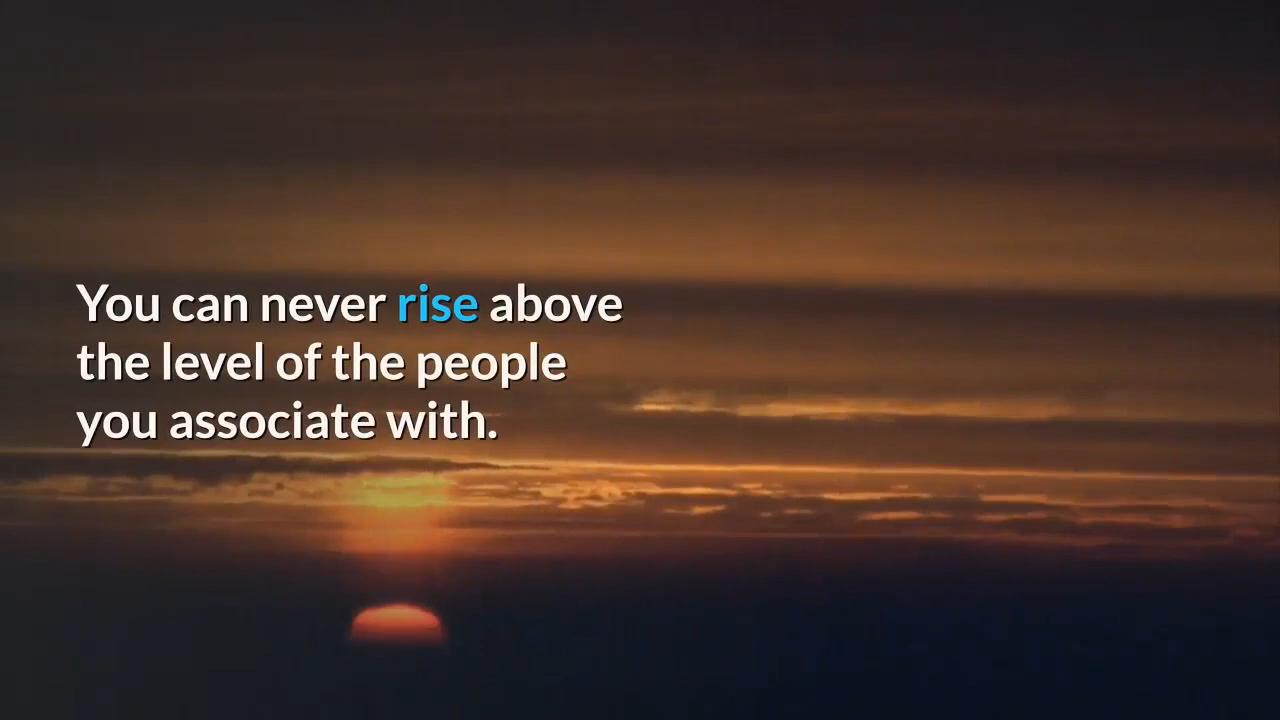 You can never rise above
the level of the people
you associate with.